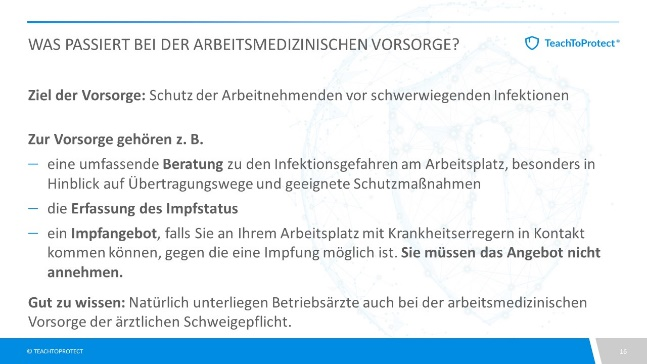 WAS PASSIERT BEI DER ARBEITSMEDIZINISCHEN VORSORGE?
TeachToProtect®
Ziel der Vorsorge: Schutz der Arbeitnehmenden vor schwerwiegenden Infektionen
Zur Vorsorge gehören z. B.
– eine umfassende Beratung zu den Infektionsgefahren am Arbeitsplatz, besonders in
Hinblick auf Übertragungswege und geeignete Schutzmaßnahmen
– die Erfassung des Impfstatus
– ein Impfangebot, falls Sie an Ihrem Arbeitsplatz mit Krankheitserregern in Kontakt
kommen können, gegen die eine Impfung möglich ist. Sie müssen das Angebot nicht
annehmen.
Gut zu wissen: Natürlich unterliegen Betriebsärzte auch bei der arbeitsmedizinischen
Vorsorge der ärztlichen Schweigepflicht.
© TEACHTOPROTECT